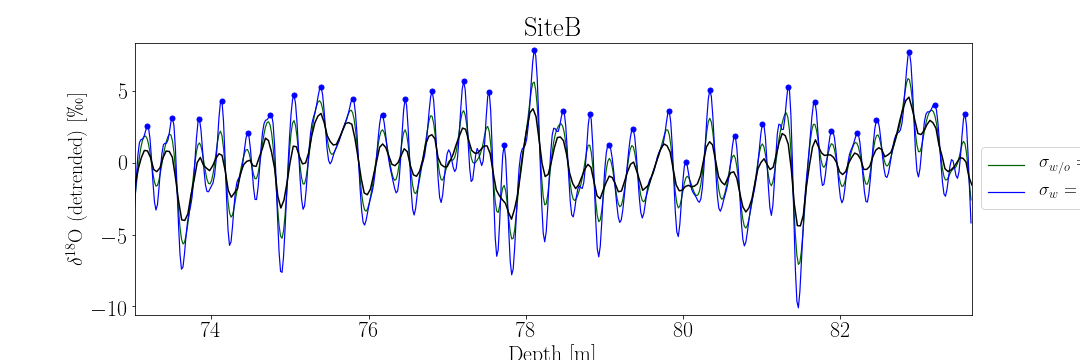 SiteB
δ¹⁸O (detrended) [‰]
5
0
−5
−10
74 76 78 80 82
Depth [m]
σ_{w/o} =
σ_w =